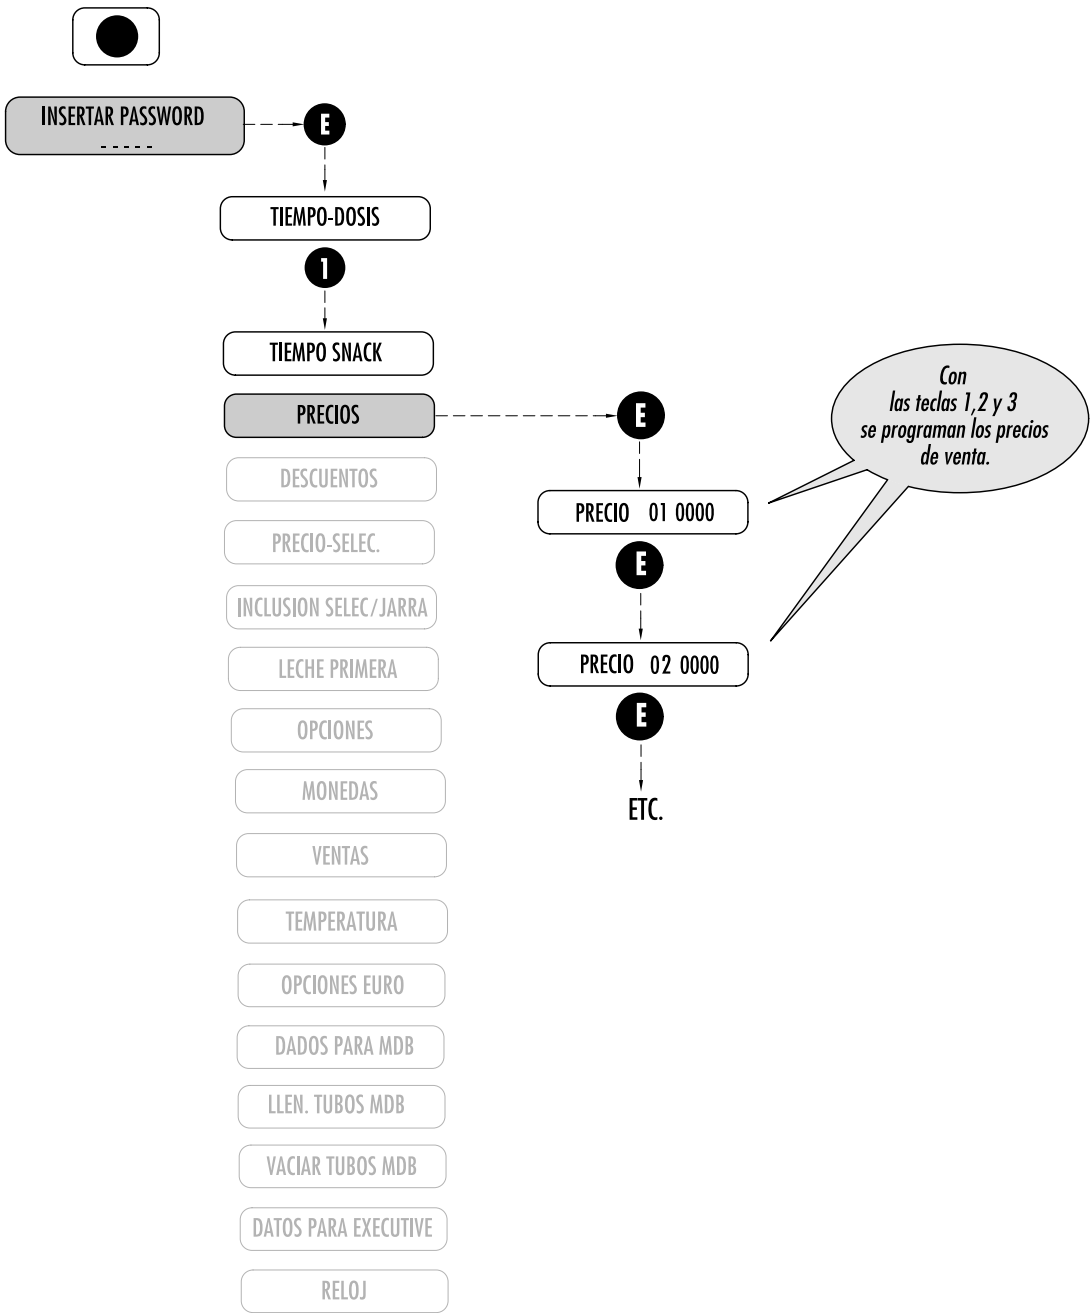 INSERTAR PASSWORD
- - - - -
E
TIEMPO-DOSIS
1
TIEMPO SNACK
PRECIOS
E
Con
las teclas 1,2 y 3
se programan los precios
de venta.
PRECIO 01 0000
E
PRECIO 02 0000
E
ETC.
DESCUENTOS
PRECIO-SELEC.
INCLUSION SELEC/JARRA
LECHE PRIMERA
OPCIONES
MONEDAS
VENTAS
TEMPERATURA
OPCIONES EURO
DADOS PARA MDB
LLEN. TUBOS MDB
VACIAR TUBOS MDB
DATOS PARA EXECUTIVE
RELOJ